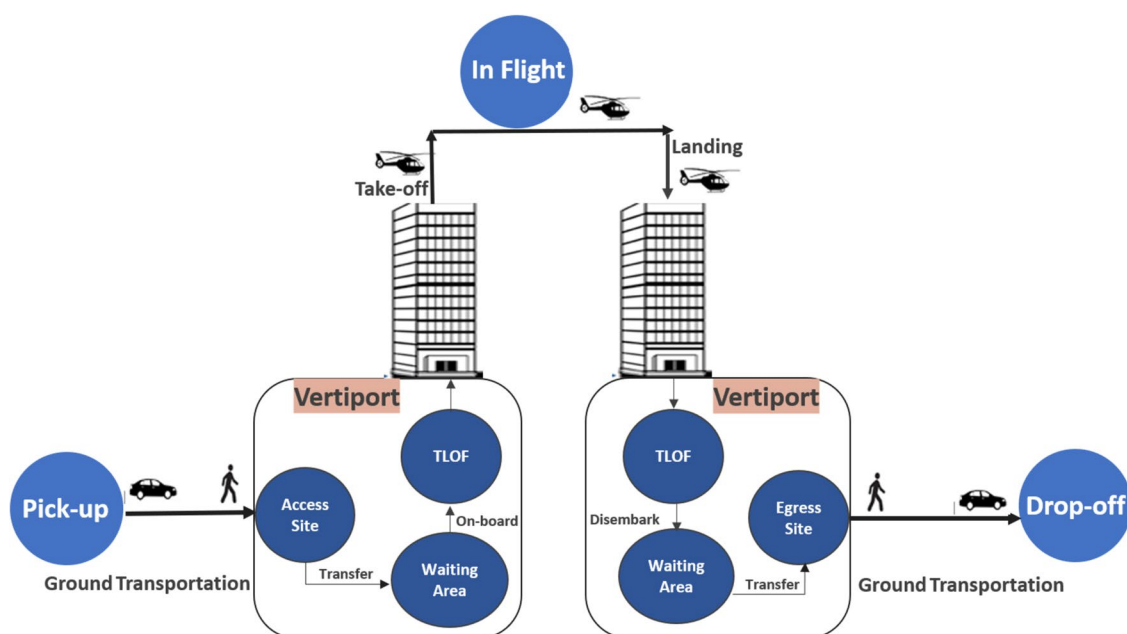 In Flight
Landing
Take-off
Vertiport
Vertiport
TLOF
TLOF
Pick-up
Access
Site
On-board
Disembark
Egress
Site
Drop-off
Transfer
Waiting
Area
Waiting
Area
Transfer
Ground Transportation
Ground Transportation